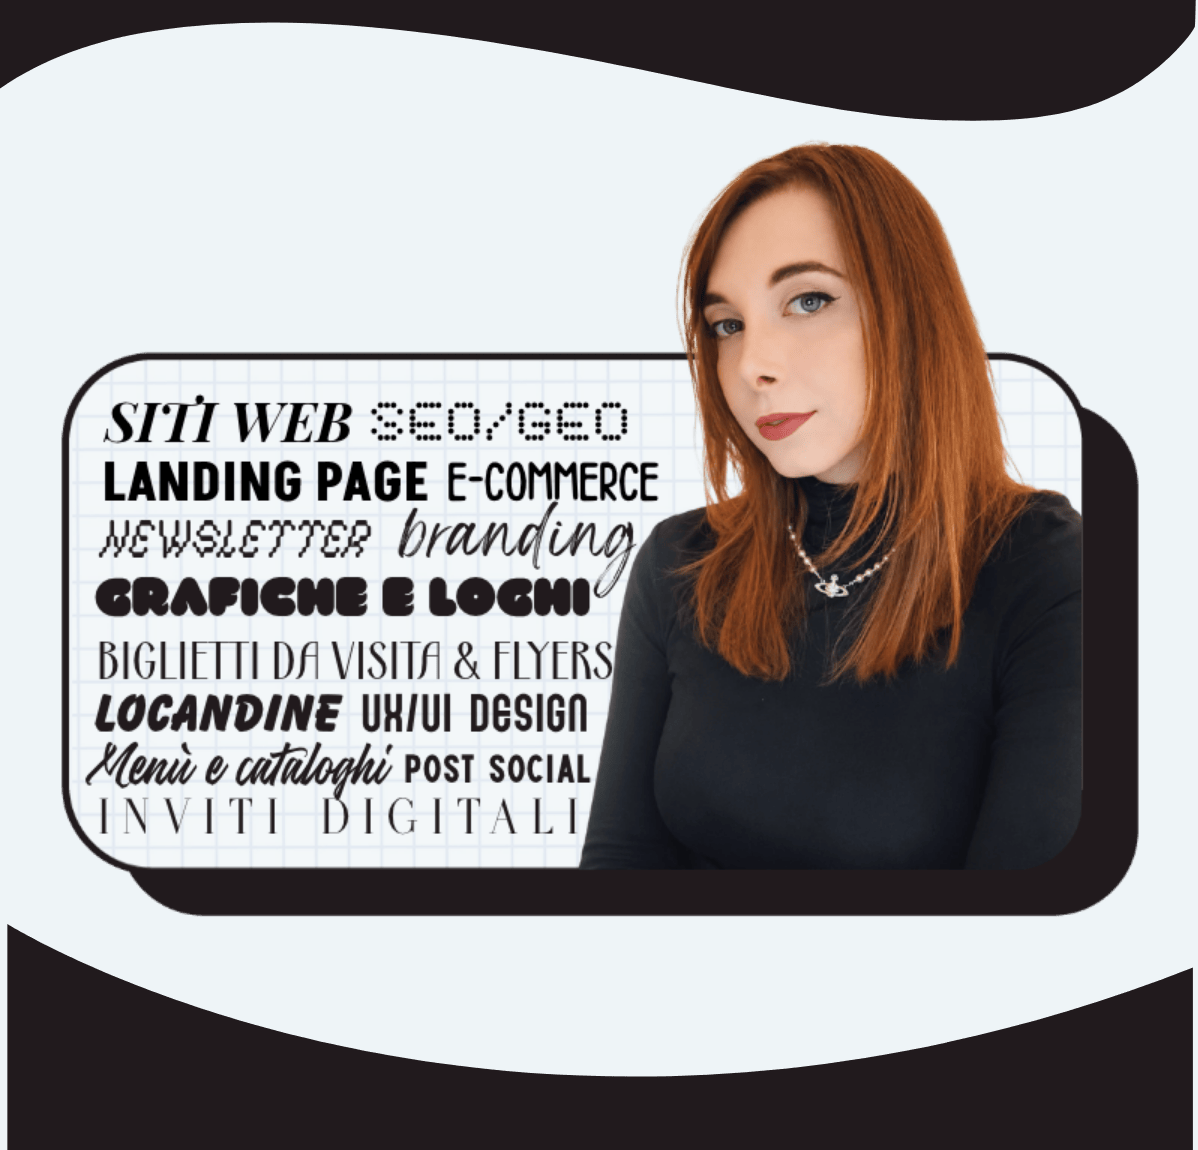 SITI WEB SEO/GEO
LANDING PAGE E-COMMERCE
NEWSLETTER branding
GRAFICHE E LOGHI
BIGLIETTI DA VISITA & FLYERS
LOCANDINE UX/UI DESIGN
Menù e cataloghi POST SOCIAL
INVITI DIGITALI